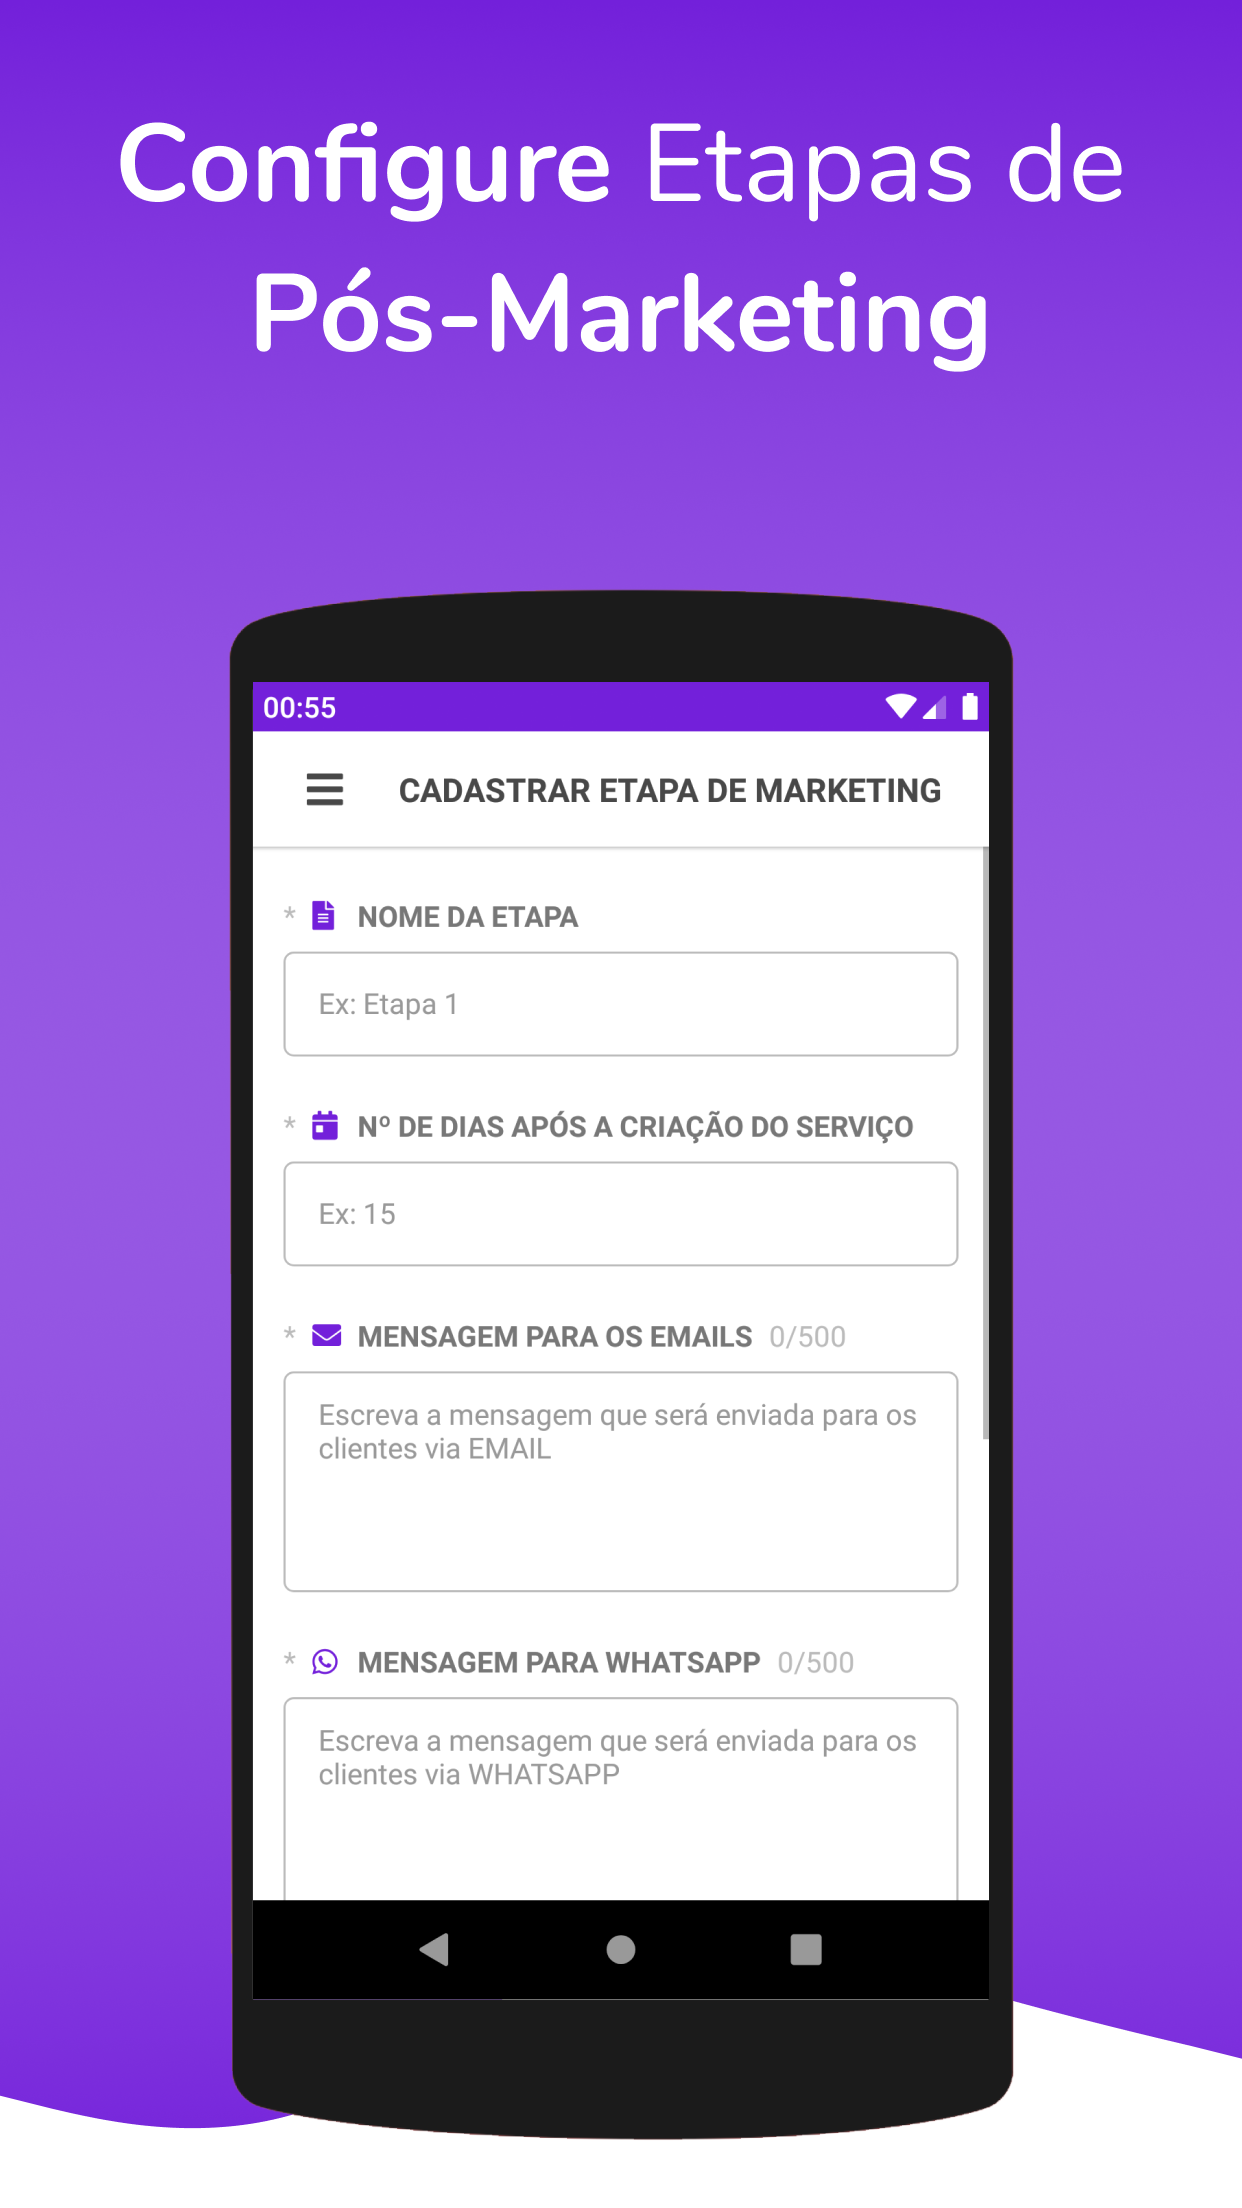 Configure Etapas de
Pós-Marketing
00:55
CADASTRAR ETAPA DE MARKETING
* NOME DA ETAPA
Ex: Etapa 1
* Nº DE DIAS APÓS A CRIAÇÃO DO SERVIÇO
Ex: 15
* MENSAGEM PARA OS EMAILS 0/500
Escreva a mensagem que será enviada para os
clientes via EMAIL
* MENSAGEM PARA WHATSAPP 0/500
Escreva a mensagem que será enviada para os
clientes via WHATSAPP